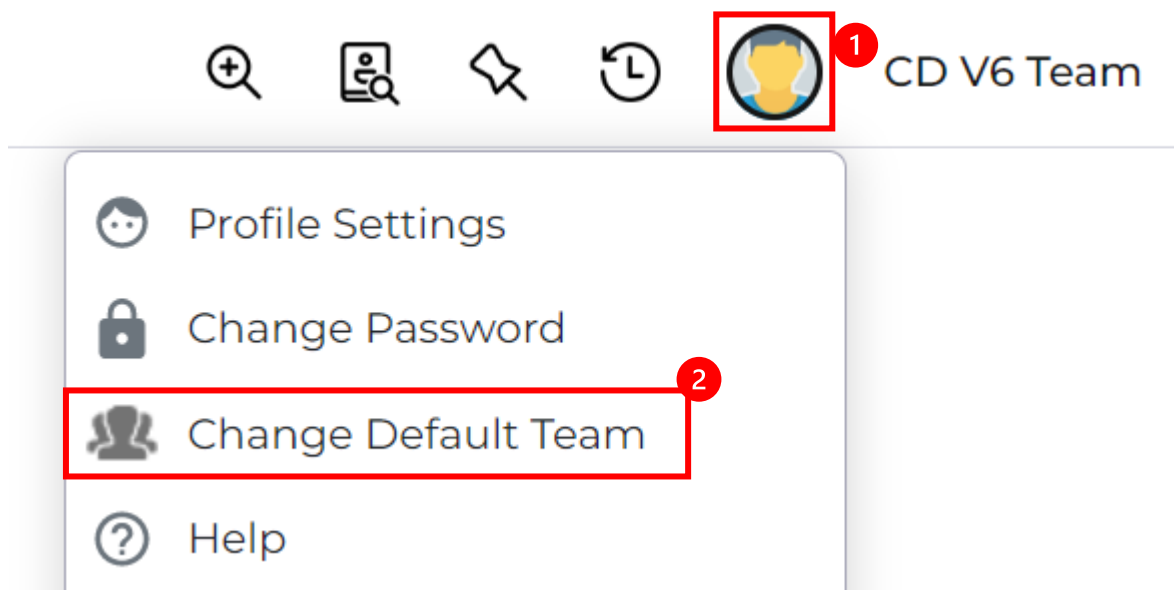 1
CD V6 Team
Profile Settings
Change Password
2
Change Default Team
Help